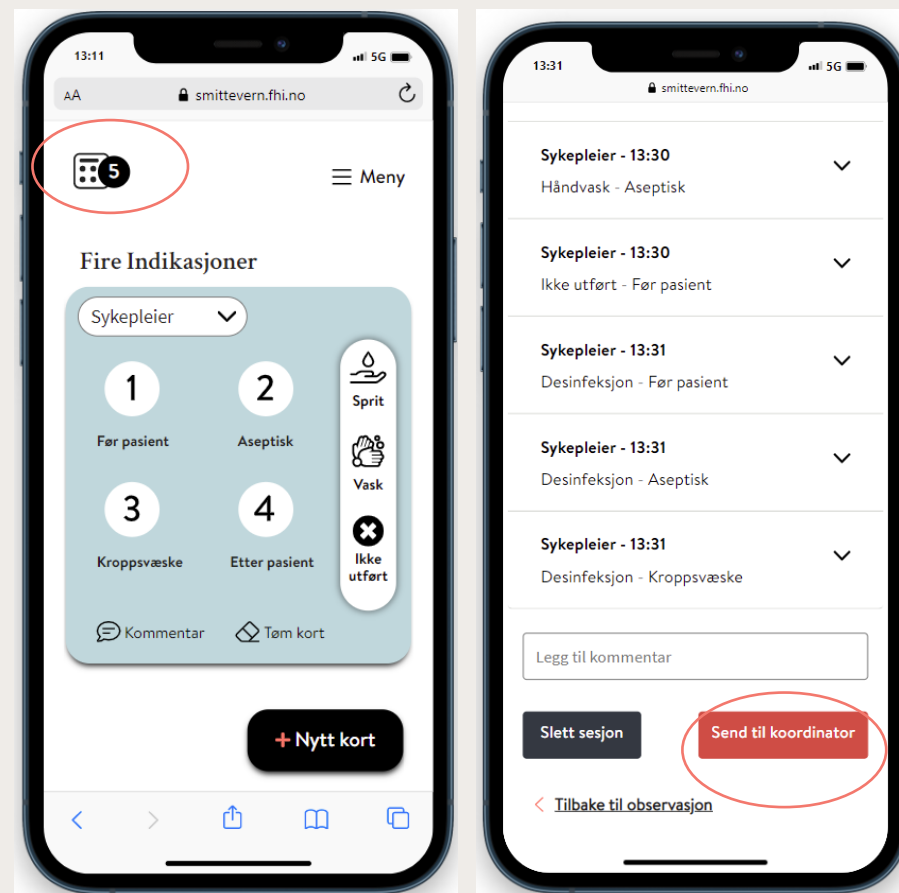 13:11
5G
AA
smittevern.fhi.no
5
Meny
Fire Indikasjoner
Sykepleier
1
2
Sprit
Før pasient
Aseptisk
Vask
3
4
Kroppsvæske
Etter pasient
Ikke
utført
Kommentar
Tøm kort
+ Nytt kort
13:31
5G
smittevern.fhi.no
Sykepleier - 13:30
Håndvask - Aseptisk
Sykepleier - 13:30
Ikke utført - Før pasient
Sykepleier - 13:31
Desinfeksjon - Før pasient
Sykepleier - 13:31
Desinfeksjon - Aseptisk
Sykepleier - 13:31
Desinfeksjon - Kroppsvæske
Legg til kommentar
Slett sesjon
Send til koordinator
Tilbake til observasjon